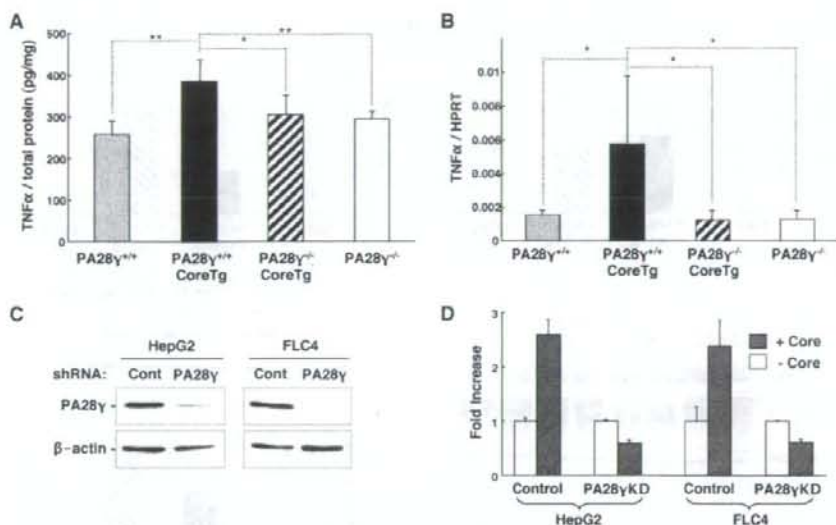 A
TNFα / total protein (pg/mg)
500
400
300
200
100
0
**
*
**
PA28γ+/+
PA28γ+/+
CoreTg
PA28γ-/-
CoreTg
PA28γ-/-
B
TNFα / HPRT
0.01
0.008
0.006
0.004
0.002
0
*
*
*
PA28γ+/+
PA28γ+/+
CoreTg
PA28γ-/-
CoreTg
PA28γ-/-
C
HepG2
FLC4
shRNA: Cont PA28γ Cont PA28γ
PA28γ -
β-actin -
D
Fold Increase
3
2
1
0
+ Core
- Core
Control PA28γKD Control PA28γKD
HepG2
FLC4